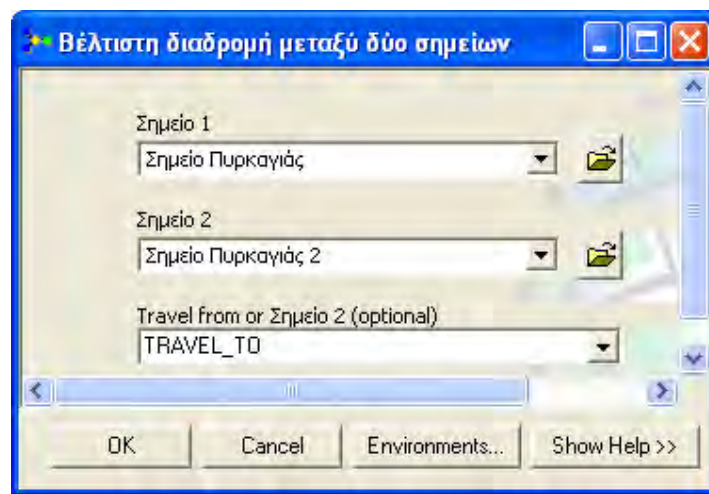 Βέλτιστη διαδρομή μεταξύ δύο σημείων
Σημείο 1
Σημείο Πυρκαγιάς
Σημείο 2
Σημείο Πυρκαγιάς 2
Travel from or Σημείο 2 (optional)
TRAVEL_TO
OK Cancel Environments... Show Help >>